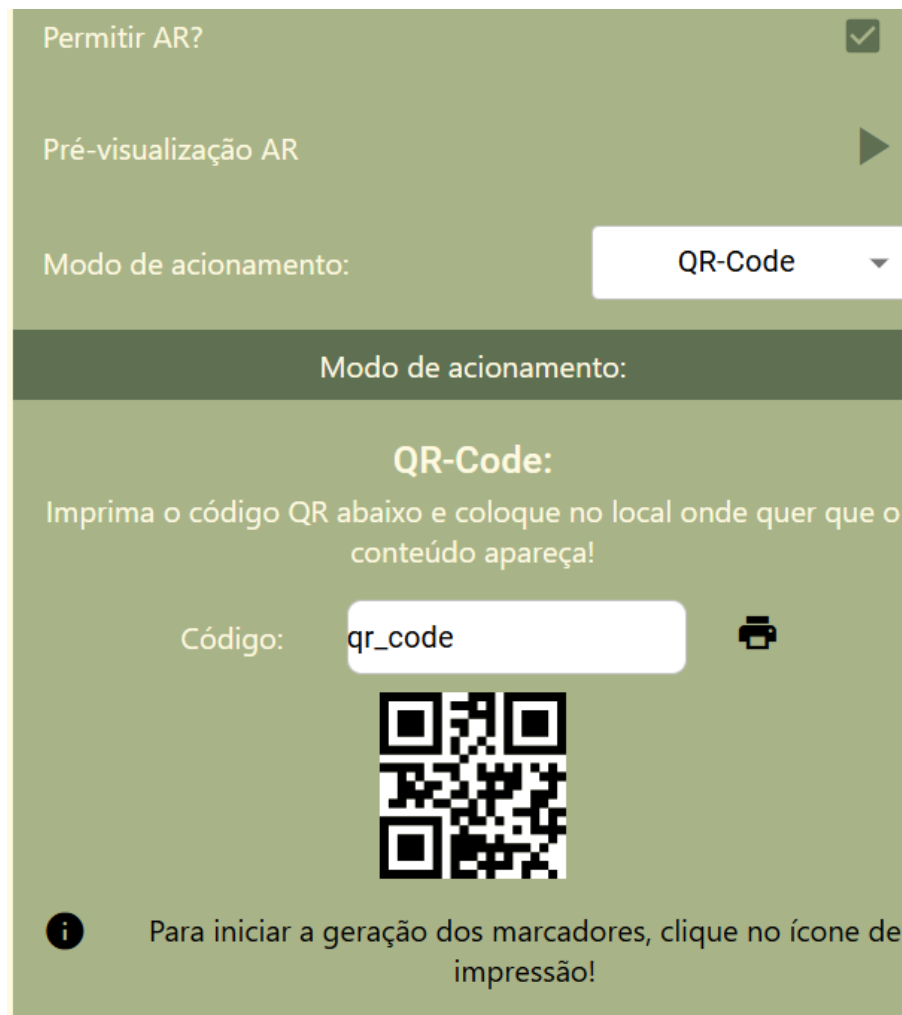 Permitir AR?
Pré-visualização AR
Modo de acionamento:
QR-Code
Modo de acionamento:
QR-Code:
Imprima o código QR abaixo e coloque no local onde quer que o
conteúdo apareça!
Código:
qr_code
Para iniciar a geração dos marcadores, clique no ícone de
impressão!